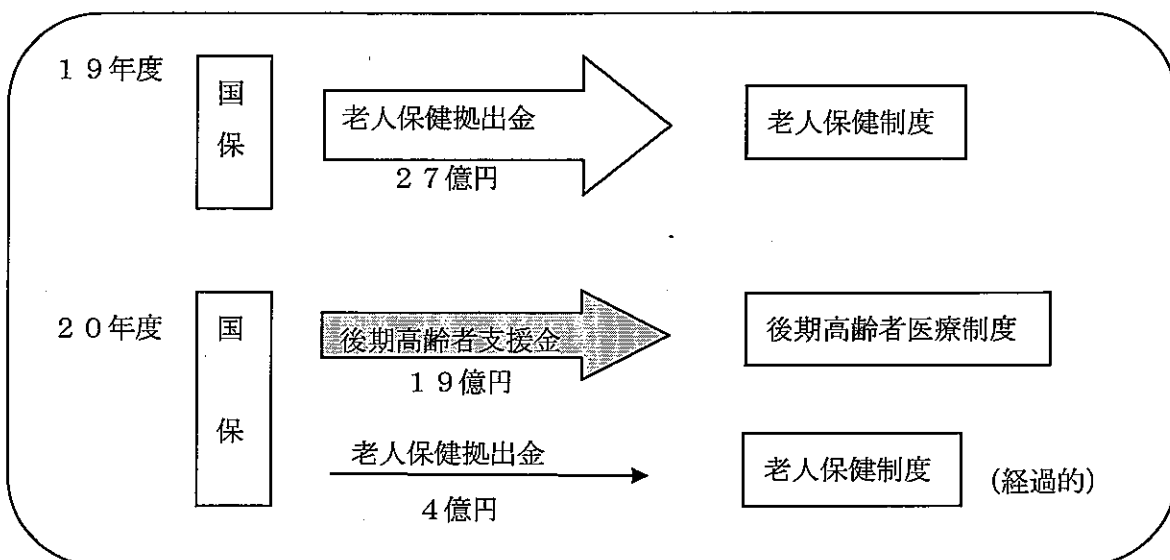 19年度
国保
老人保健拠出金
27億円
老人保健制度
20年度
国保
後期高齢者支援金
19億円
後期高齢者医療制度
老人保健拠出金
4億円
老人保健制度
(経過的)